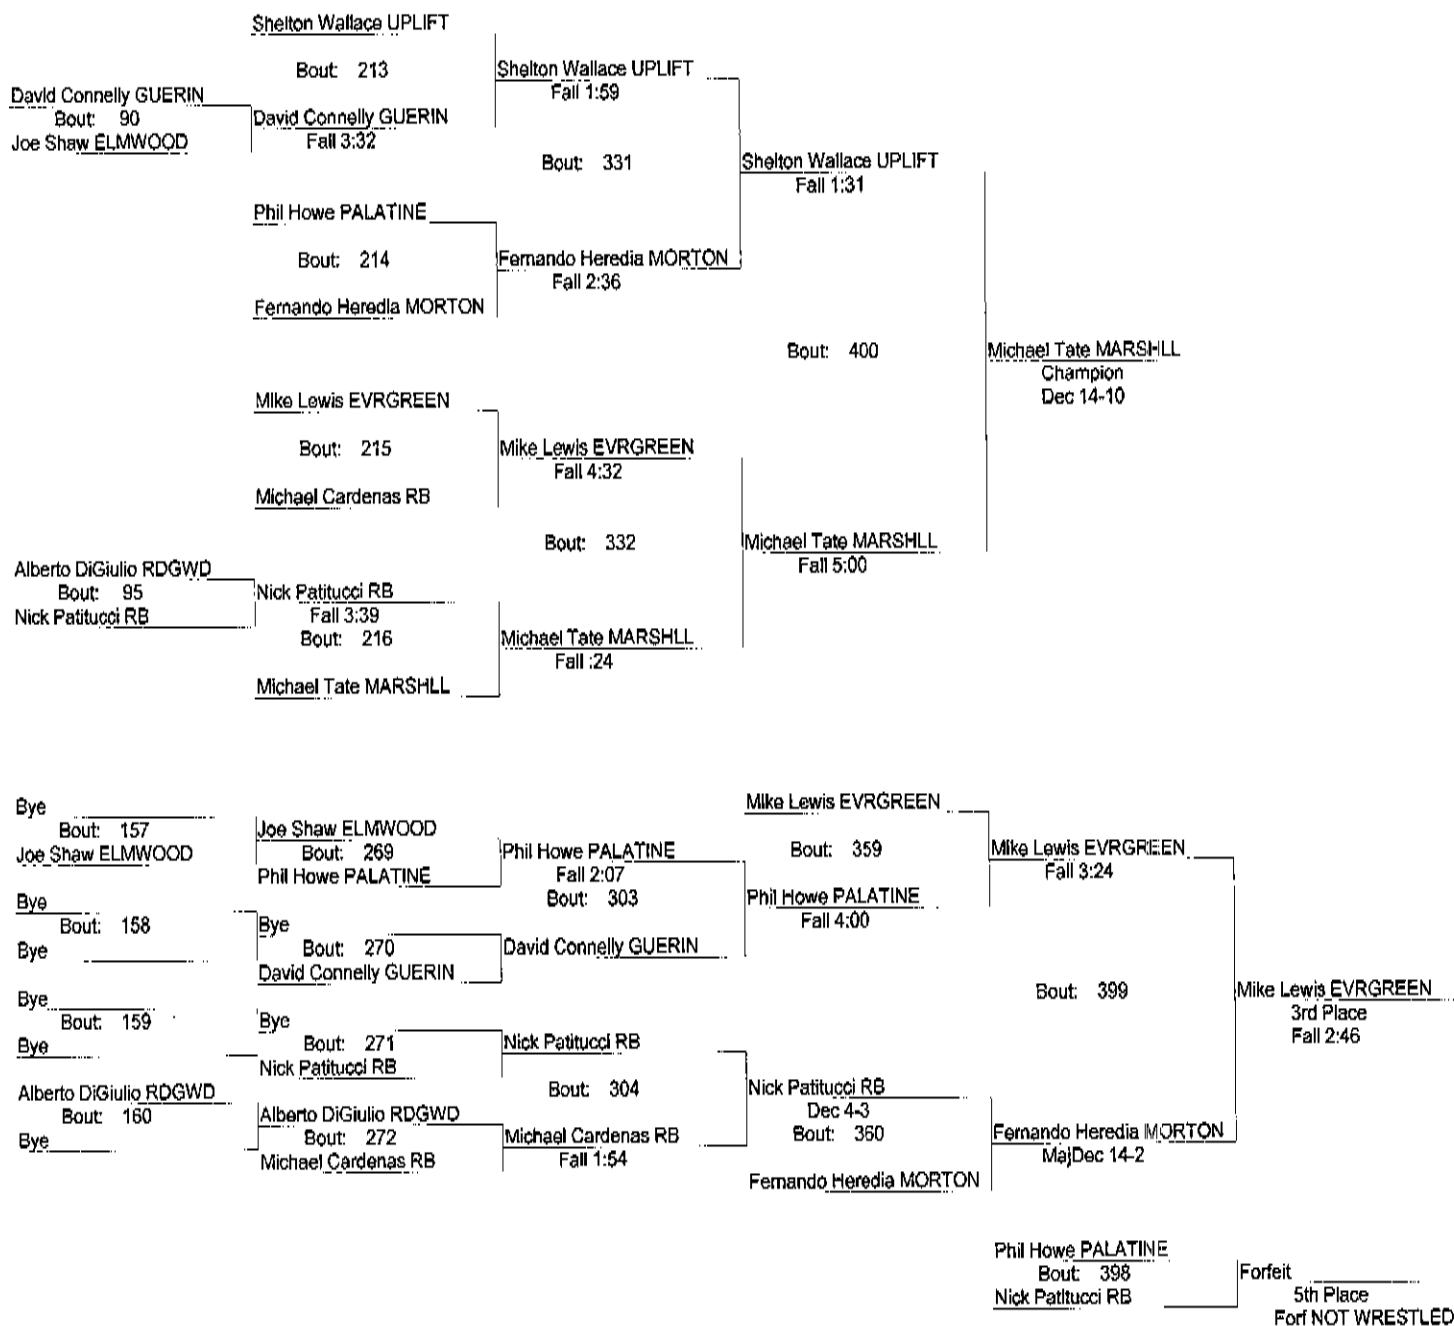 Shelton Wallace UPLIFT
Bout: 213
David Connelly GUERIN
Bout: 90
Joe Shaw ELMWOOD
David Connelly GUERIN
Fall 3:32
Shelton Wallace UPLIFT
Fall 1:59
Bout: 331
Phil Howe PALATINE
Bout: 214
Fernando Heredia MORTON
Fernando Heredia MORTON
Fall 2:36
Shelton Wallace UPLIFT
Fall 1:31
Bout: 400
Michael Tate MARSHLL
Champion
Dec 14-10
Mike Lewis EVRGREEN
Bout: 215
Michael Cardenas RB
Mike Lewis EVRGREEN
Fall 4:32
Bout: 332
Michael Tate MARSHLL
Fall 5:00
Alberto DiGiulio RDGWD
Bout: 95
Nick Patitucci RB
Nick Patitucci RB
Fall 3:39
Bout: 216
Michael Tate MARSHLL
Michael Tate MARSHLL
Fall :24
Bye
Bout: 157
Joe Shaw ELMWOOD
Bye
Bout: 158
Bye
Bye
Bout: 159
Bye
Alberto DiGiulio RDGWD
Bout: 160
Bye
Joe Shaw ELMWOOD
Bout: 269
Phil Howe PALATINE
Bye
Bout: 270
David Connelly GUERIN
Bye
Bout: 271
Nick Patitucci RB
Alberto DiGiulio RDGWD
Bout: 272
Michael Cardenas RB
Phil Howe PALATINE
Fall 2:07
Bout: 303
David Connelly GUERIN
Nick Patitucci RB
Bout: 304
Michael Cardenas RB
Fall 1:54
Mike Lewis EVRGREEN
Bout: 359
Phil Howe PALATINE
Fall 4:00
Nick Patitucci RB
Dec 4-3
Bout: 360
Fernando Heredia MORTON
Mike Lewis EVRGREEN
Fall 3:24
Bout: 399
Fernando Heredia MORTON
MajDec 14-2
Mike Lewis EVRGREEN
3rd Place
Fall 2:46
Phil Howe PALATINE
Bout: 398
Nick Patitucci RB
Forfeit
5th Place
Forf NOT WRESTLED